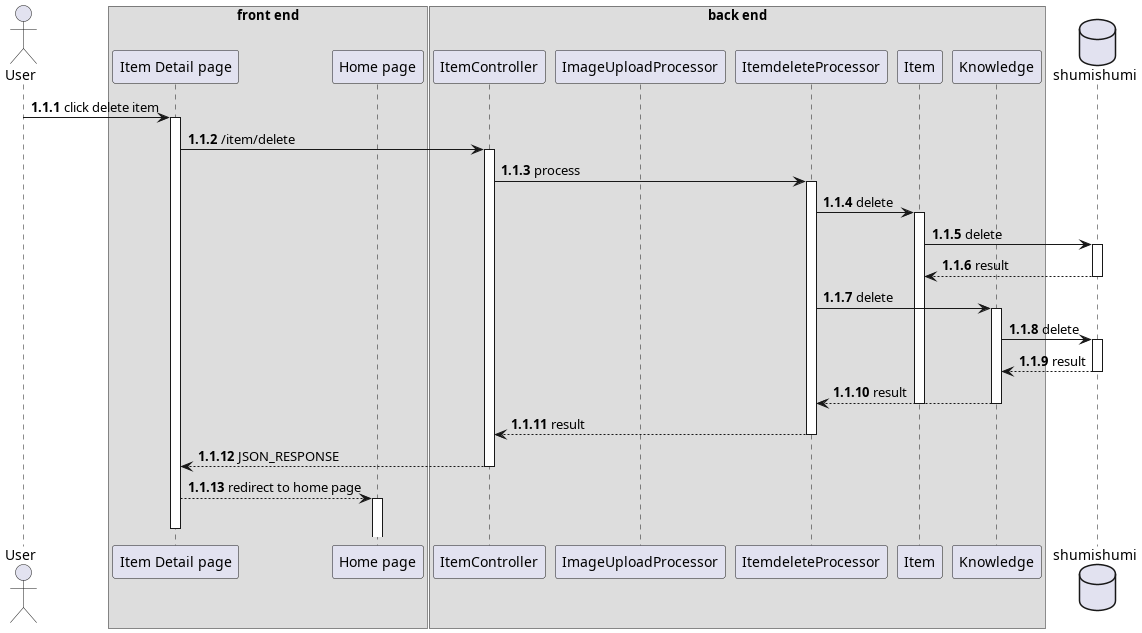 front end
back end
User
Item Detail page
Home page
ItemController
ImageUploadProcessor
ItemdeleteProcessor
Item
Knowledge
shumishumi
1.1.1 click delete item
1.1.2 /item/delete
1.1.3 process
1.1.4 delete
1.1.5 delete
1.1.6 result
1.1.7 delete
1.1.8 delete
1.1.9 result
1.1.10 result
1.1.11 result
1.1.12 JSON_RESPONSE
1.1.13 redirect to home page
User
Item Detail page
Home page
ItemController
ImageUploadProcessor
ItemdeleteProcessor
Item
Knowledge
shumishumi